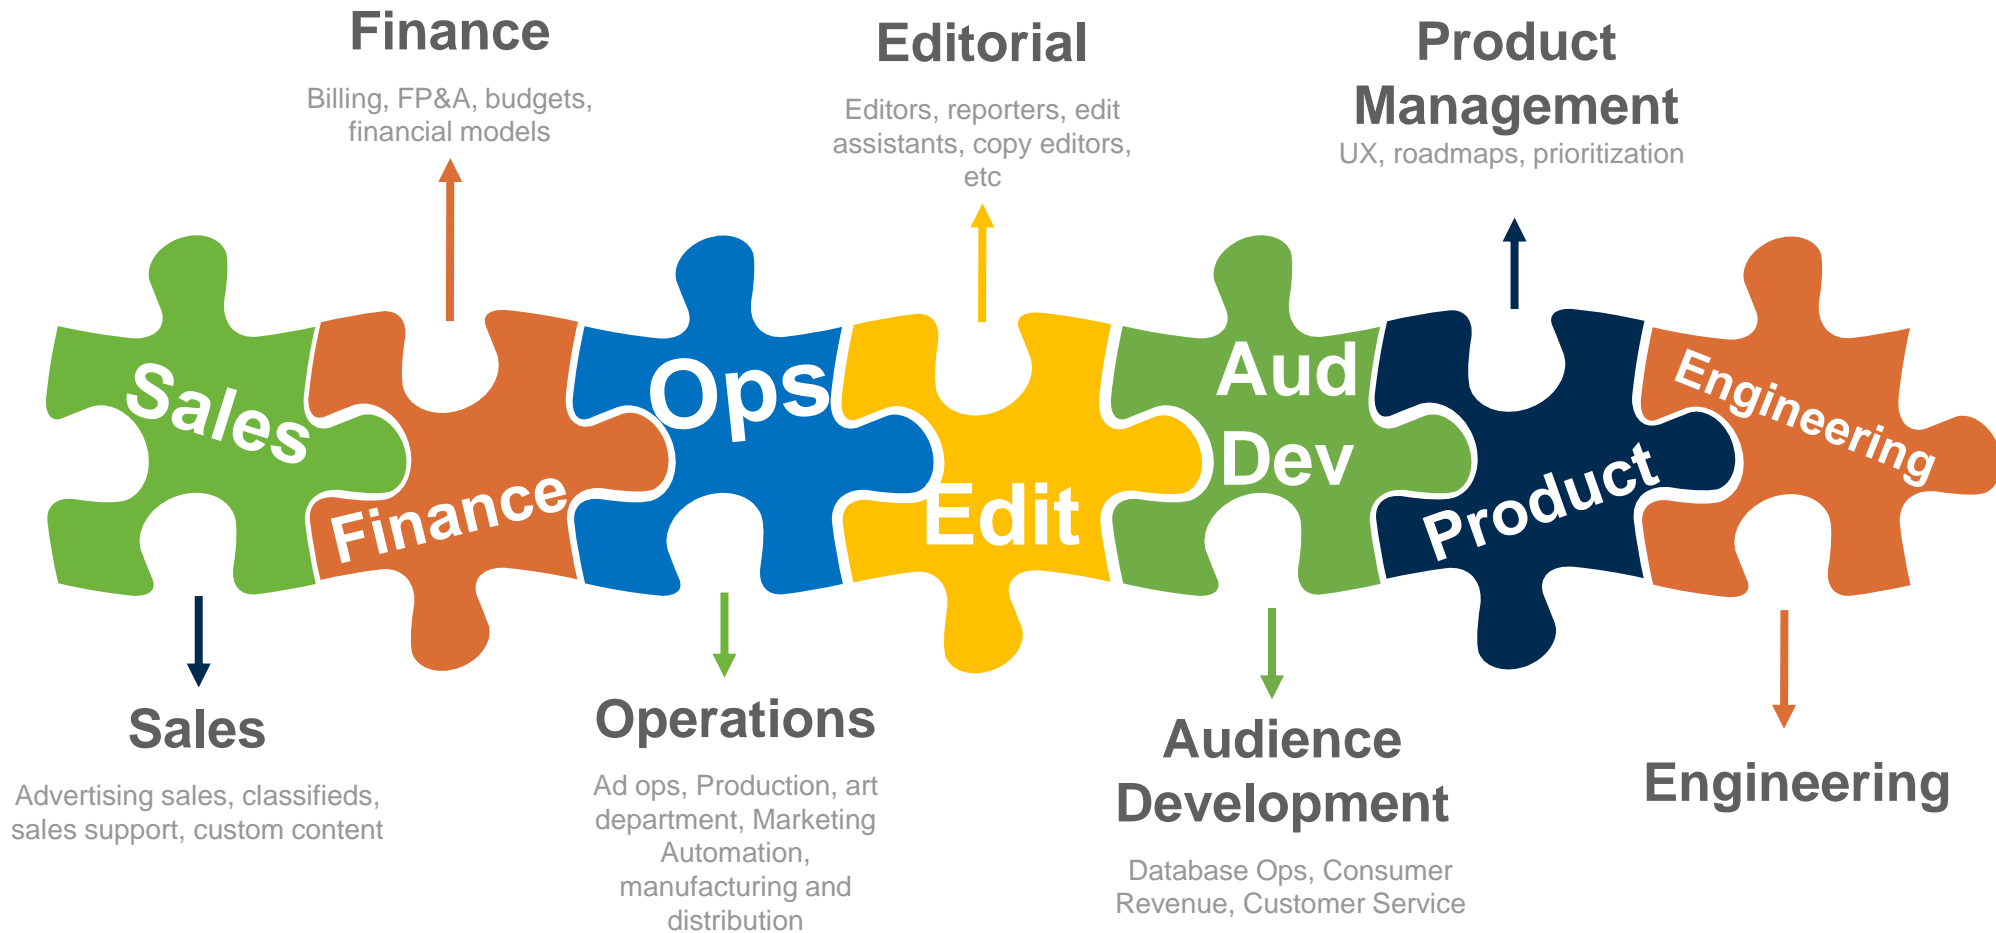 Finance
Billing, FP&A, budgets,
financial models
Editorial
Editors, reporters, edit
assistants, copy editors,
etc
Product
Management
UX, roadmaps, prioritization
Sales
Finance
Ops
Edit
Aud
Dev
Product
Engineering
Sales
Advertising sales, classifieds,
sales support, custom content
Operations
Ad ops, Production, art
department, Marketing
Automation,
manufacturing and
distribution
Audience
Development
Database Ops, Consumer
Revenue, Customer Service
Engineering